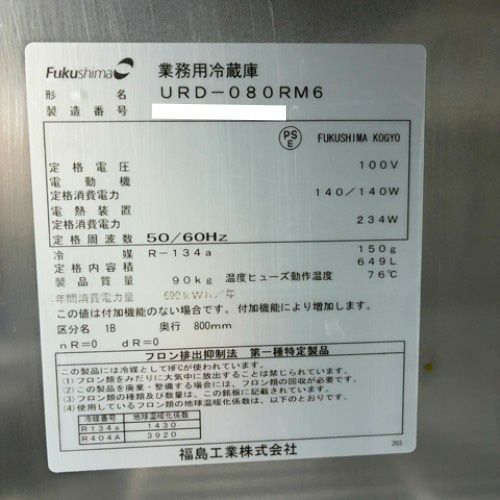 Fukushima 業務用冷蔵庫
形名 URD-080RM6
製造番号
PSE FUKUSHIMA KOGYO
定格電圧 100V
電動機
定格消費電力 140/140W
電熱装置
定格消費電力 234W
定格周波数 50/60Hz
冷媒 R-134a 150g
定格内容積 649L
製品質量 90kg 温度ヒューズ動作温度 76℃
年間消費電力量 690kWh/年
この値は付加機能のない場合です。付加機能により増加します。
区分名 1B 奥行 800mm
nR=0 dR=0
フロン排出抑制法 第一種特定製品
この製品には冷媒としてHFCが使われています。
(1)フロン類をみだりに大気中に放出することは禁じられています。
(2)この製品を廃棄・整備する場合には、フロン類の回収が必要です。
(3)フロン類の種類及び数量は、この銘板に記載されています。
(4)使用しているフロン類の地球温暖化係数は、以下のとおりです。
冷媒番号 地球温暖化係数
R134a 1430
R404A 3920
福島工業株式会社
203